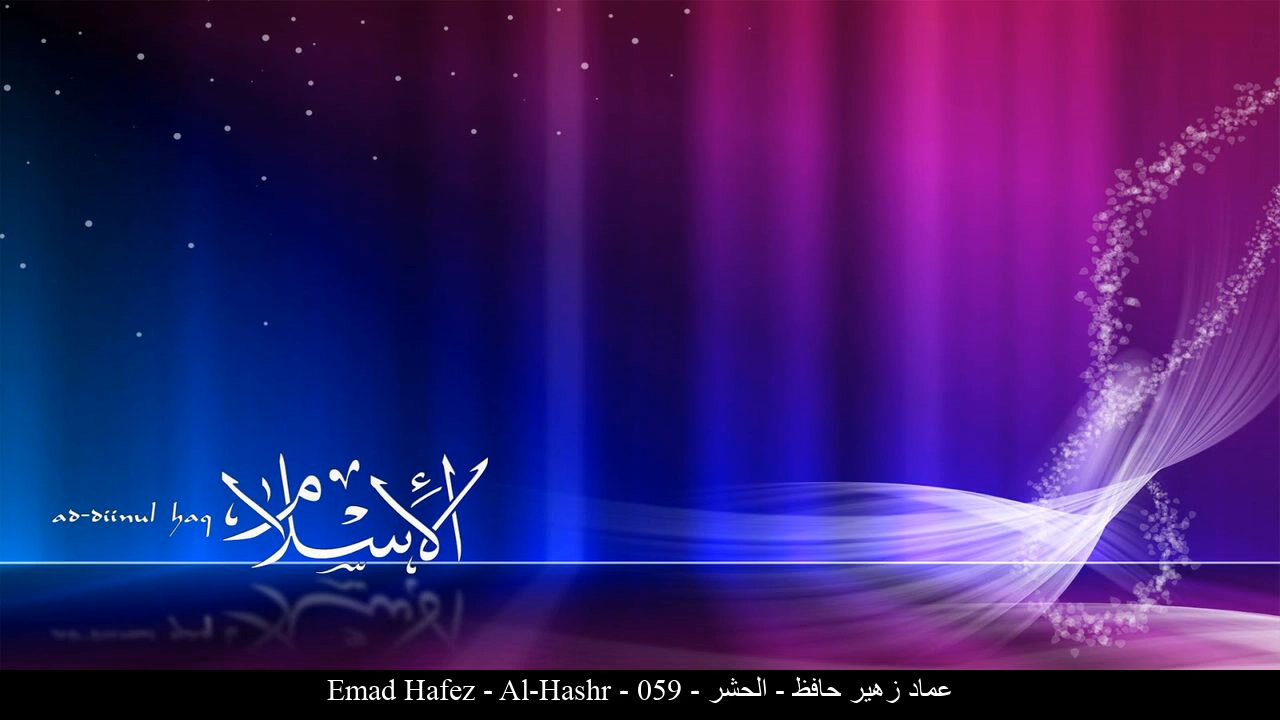 ad-diinul haq الإسلام
Emad Hafez - Al-Hashr - 059 - عماد زهير حافظ - الحشر